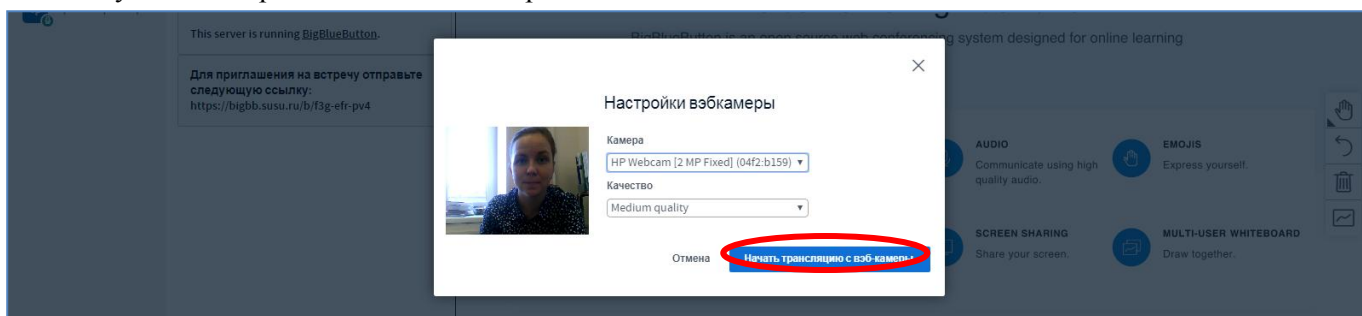 This server is running BigBlueButton.
Для приглашения на встречу отправьте
следующую ссылку:
https://bigbb.susu.ru/b/f3g-efr-pv4
BigBlueButton is an open source web conferencing system designed for online learning
Настройки вэбкамеры
Камера
HP Webcam [2 MP Fixed] (04f2:b159)
Качество
Medium quality
Отмена
Начать трансляцию с вэб-камеры
AUDIO
Communicate using high
quality audio.
EMOJIS
Express yourself.
SCREEN SHARING
Share your screen.
MULTI-USER WHITEBOARD
Draw together.